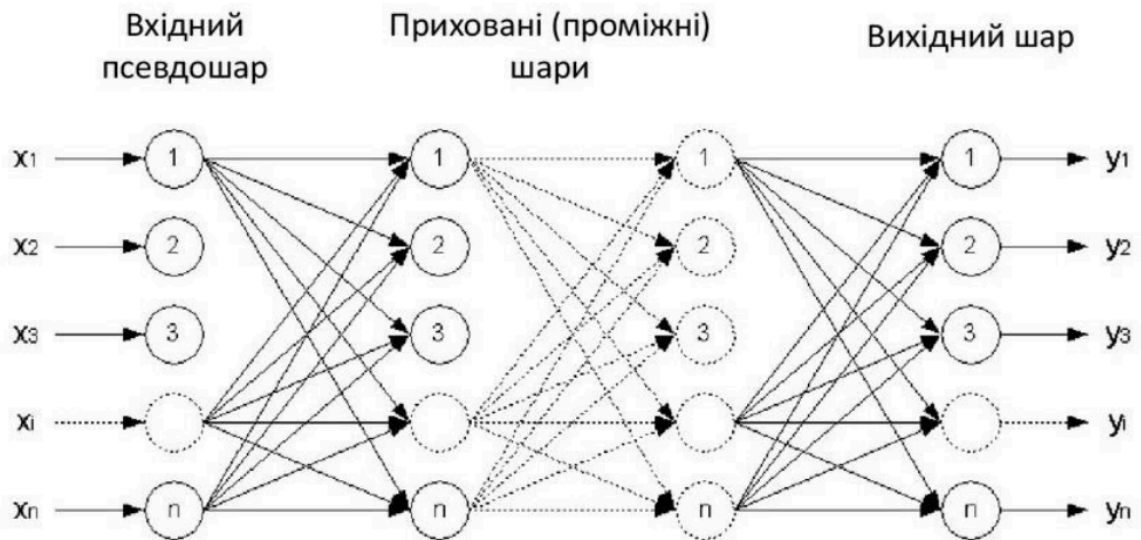 Вхідний
псевдошар
Приховані (проміжні)
шари
Вихідний шар
x1 1 1 1 1 y1
x2 2 2 2 2 y2
x3 3 3 3 3 y3
xi yi
xn n n n n yn